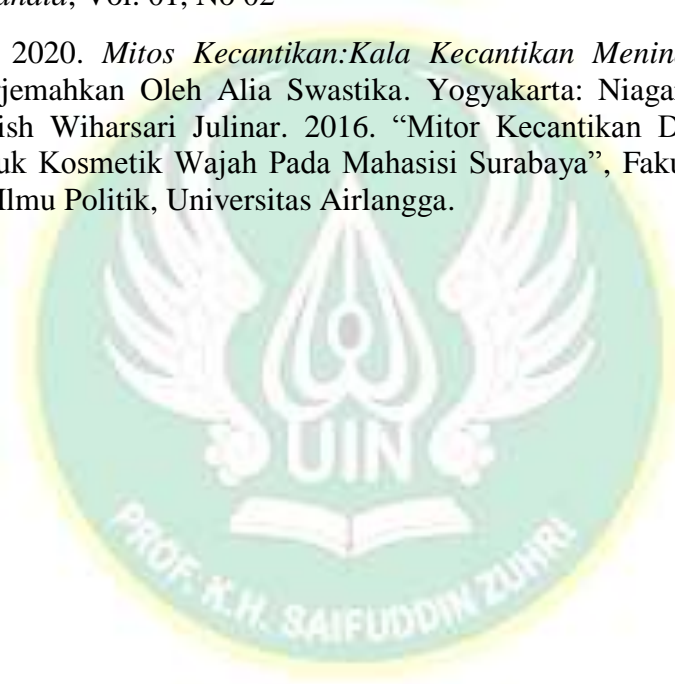 andia, Vol. 01, No 02
2020. Mitos Kecantikan:Kala Kecantikan Menin
jemahkan Oleh Alia Swastika. Yogyakarta: Niaga
ish Wiharsari Julinar. 2016. “Mitor Kecantikan D
uk Kosmetik Wajah Pada Mahasisi Surabaya”, Faku
Ilmu Politik, Universitas Airlangga.
UIN
PROF. K.H. SAIFUDDIN ZUHRI